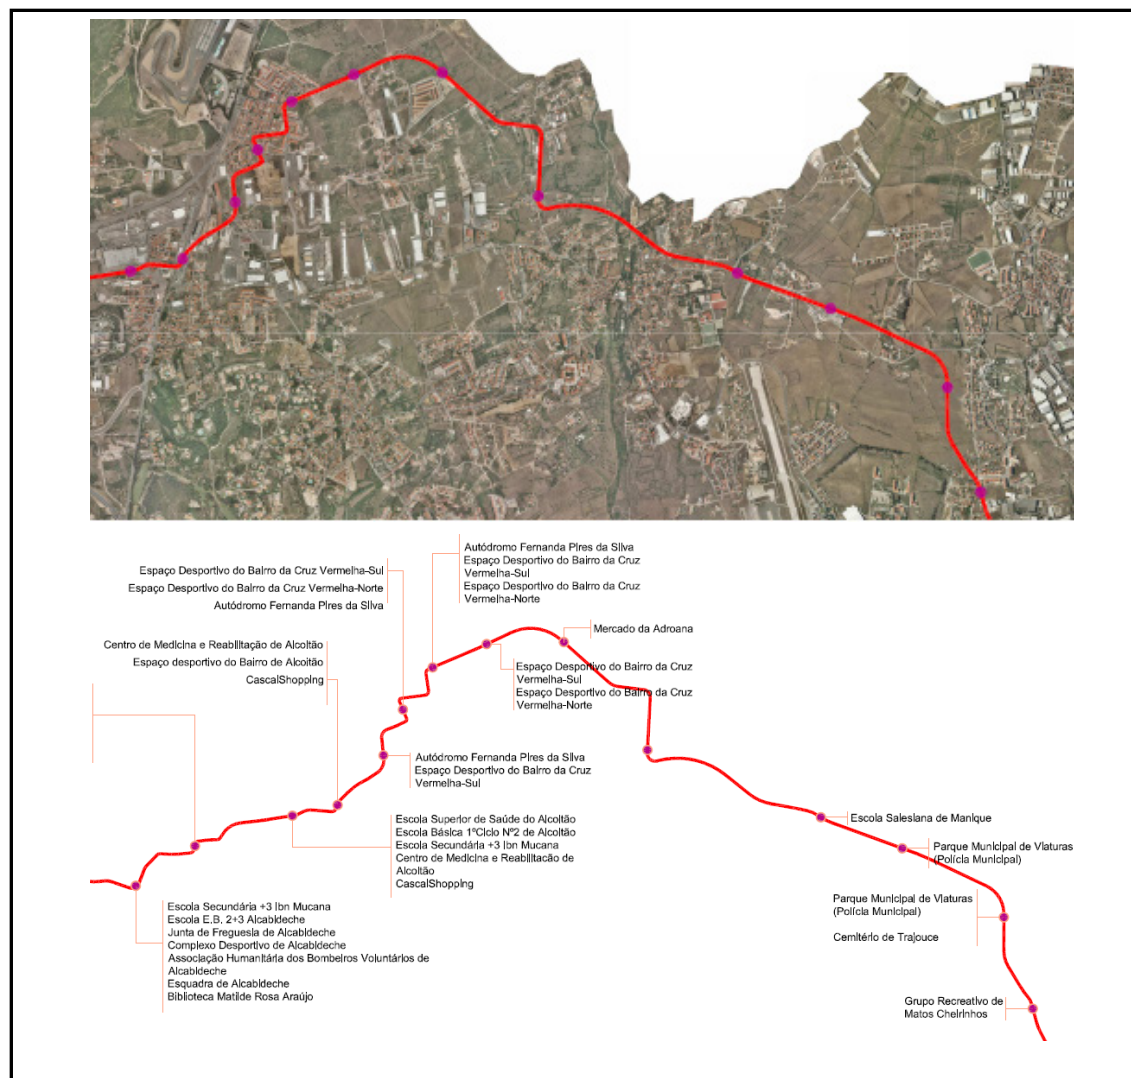 Autódromo Fernanda Pires da Silva
Espaço Desportivo do Bairro da Cruz
Vermelha-Sul
Espaço Desportivo do Bairro da Cruz
Vermelha-Norte
Espaço Desportivo do Bairro da Cruz Vermelha-Sul
Espaço Desportivo do Bairro da Cruz Vermelha-Norte
Autódromo Fernanda Pires da Silva
Mercado da Adroana
Centro de Medicina e Reabilitação de Alcoitão
Espaço desportivo do Bairro de Alcoitão
CascaiShopping
Espaço Desportivo do Bairro da Cruz
Vermelha-Sul
Espaço Desportivo do Bairro da Cruz
Vermelha-Norte
Autódromo Fernanda Pires da Silva
Espaço Desportivo do Bairro da Cruz
Vermelha-Sul
Escola Superior de Saúde do Alcoitão
Escola Básica 1ºCiclo Nº2 de Alcoitão
Escola Secundária +3 Ibn Mucana
Centro de Medicina e Reabilitação de
Alcoitão
CascaiShopping
Escola Salesiana de Manique
Parque Municipal de Viaturas
(Polícia Municipal)
Parque Municipal de Viaturas
(Polícia Municipal)
Cemitério de Trajouce
Escola Secundária +3 Ibn Mucana
Escola E.B. 2+3 Alcabideche
Junta de Freguesia de Alcabideche
Complexo Desportivo de Alcabideche
Associação Humanitária dos Bombeiros Voluntários de
Alcabideche
Esquadra de Alcabideche
Biblioteca Matilde Rosa Araújo
Grupo Recreativo de
Matos Cheirinhos